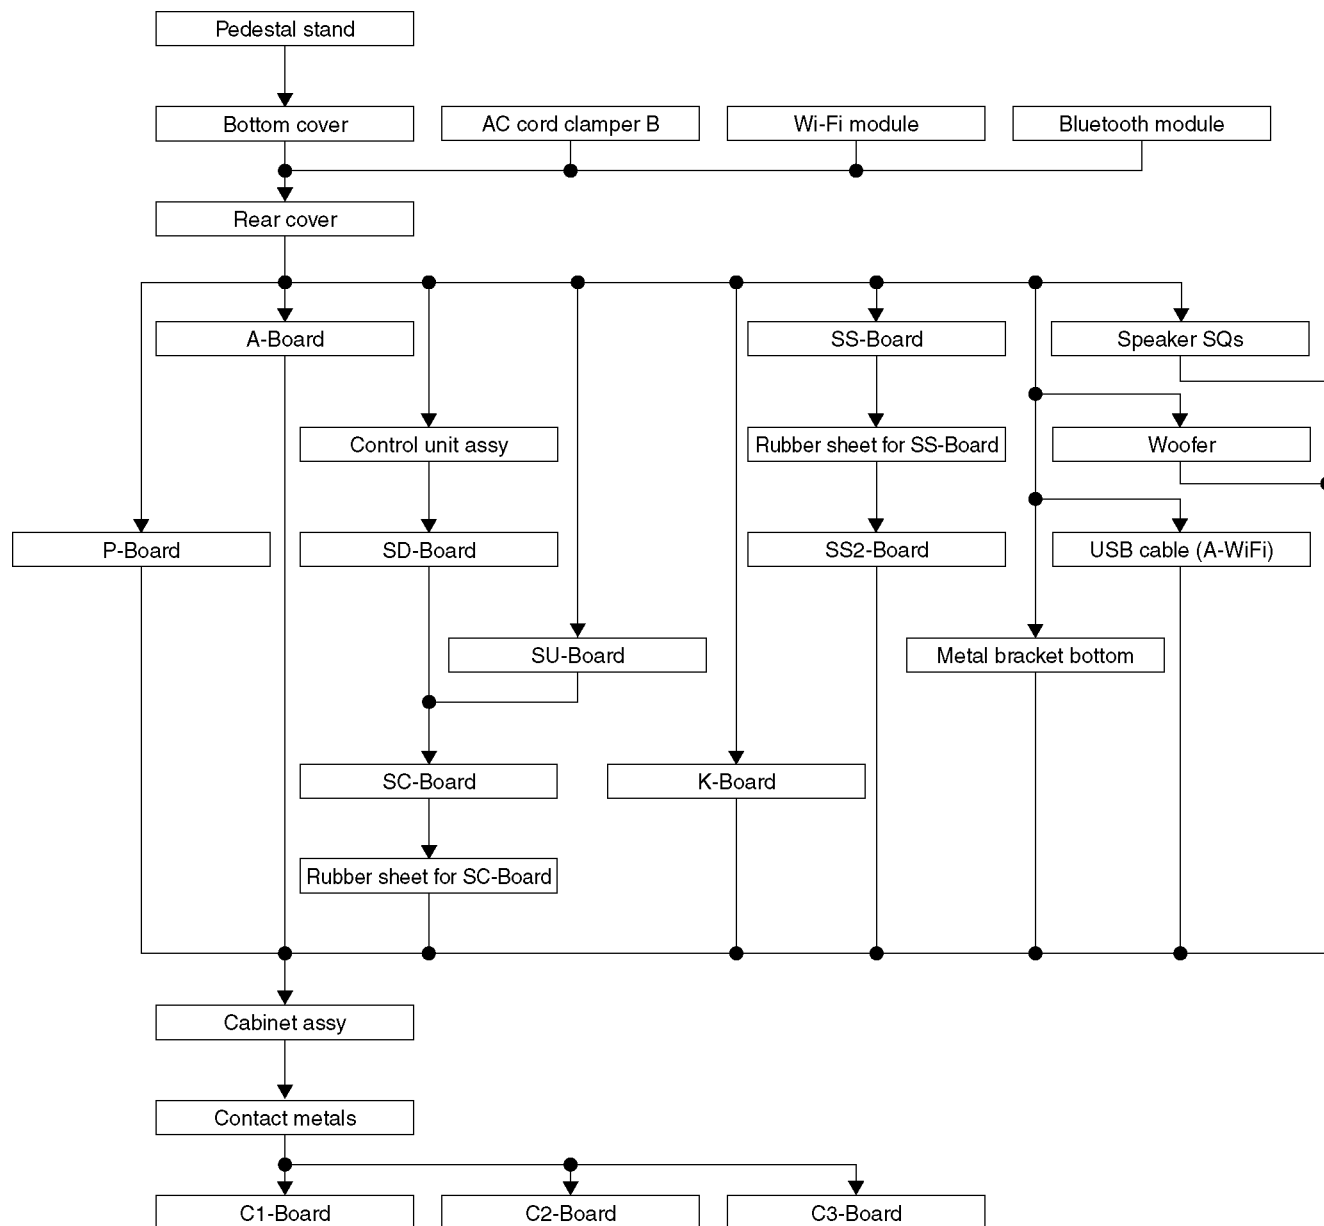 Pedestal stand
Bottom cover
AC cord clamper B
Wi-Fi module
Bluetooth module
Rear cover
A-Board
SS-Board
Speaker SQs
Control unit assy
Rubber sheet for SS-Board
Woofer
P-Board
SD-Board
SS2-Board
USB cable (A-WiFi)
SU-Board
Metal bracket bottom
SC-Board
K-Board
Rubber sheet for SC-Board
Cabinet assy
Contact metals
C1-Board
C2-Board
C3-Board